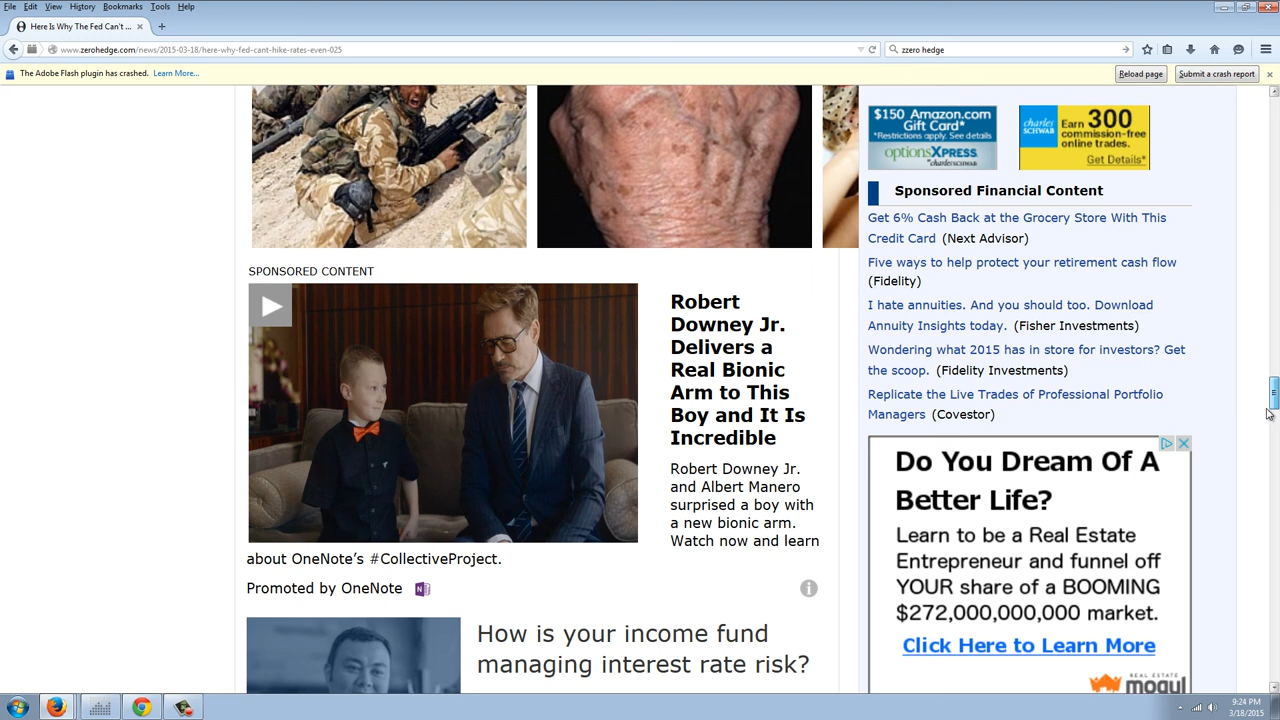 File Edit View History Bookmarks Tools Help
Here Is Why The Fed Can't ...
www.zerohedge.com/news/2015-03-18/here-why-fed-cant-hike-rates-even-025
zzero hedge
The Adobe Flash plugin has crashed. Learn More...
Reload page
Submit a crash report
$150 Amazon.com
Gift Card*
*Restrictions apply. See details
optionsXpress
by charles SCHWAB
charles
SCHWAB
Earn 300
commission-free
online trades.
Get Details*
Sponsored Financial Content
Get 6% Cash Back at the Grocery Store With This
Credit Card (Next Advisor)
Five ways to help protect your retirement cash flow
(Fidelity)
I hate annuities. And you should too. Download
Annuity Insights today. (Fisher Investments)
Wondering what 2015 has in store for investors? Get
the scoop. (Fidelity Investments)
Replicate the Live Trades of Professional Portfolio
Managers (Covestor)
SPONSORED CONTENT
Robert
Downey Jr.
Delivers a
Real Bionic
Arm to This
Boy and It Is
Incredible
Robert Downey Jr.
and Albert Manero
surprised a boy with
a new bionic arm.
Watch now and learn
about OneNote's #CollectiveProject.
Promoted by OneNote
How is your income fund
managing interest rate risk?
Do You Dream Of A
Better Life?
Learn to be a Real Estate
Entrepreneur and funnel off
YOUR share of a BOOMING
$272,000,000,000 market.
Click Here to Learn More
REAL ESTATE
mogul
9:24 PM
3/18/2015